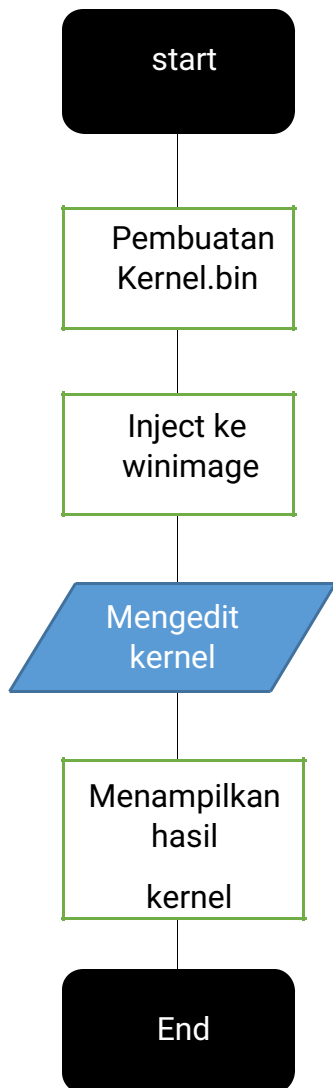 start
Pembuatan
Kernel.bin
Inject ke
winimage
Mengedit
kernel
Menampilkan
hasil
kernel
End